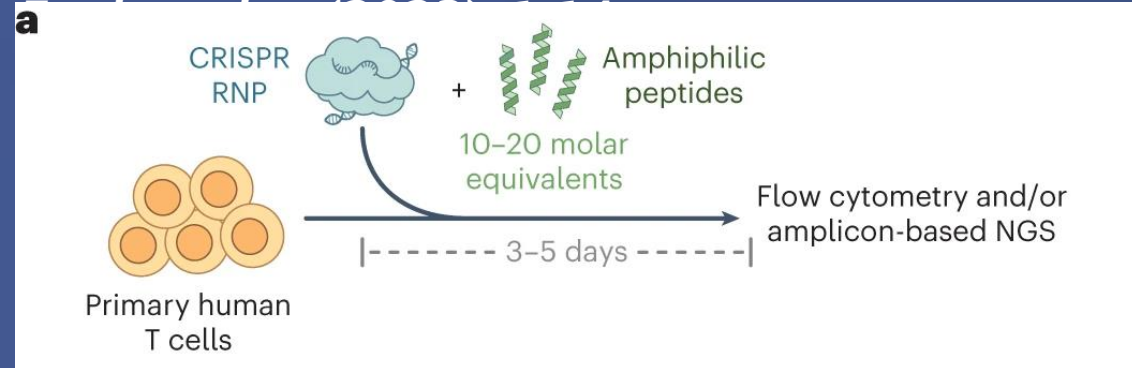 a
CRISPR
RNP
+
Amphiphilic
peptides
10–20 molar
equivalents
Flow cytometry and/or
amplicon-based NGS
3–5 days
Primary human
T cells